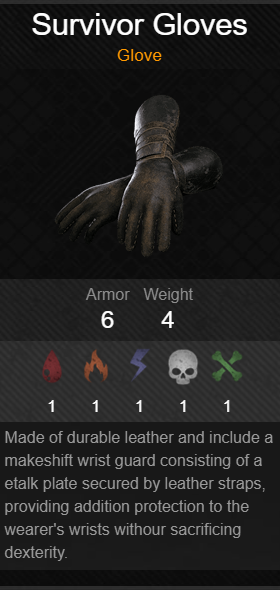 Survivor Gloves
Glove
Armor Weight
6 4
1 1 1 1 1
Made of durable leather and include a
makeshift wrist guard consisting of a
etalk plate secured by leather straps,
providing addition protection to the
wearer's wrists withour sacrificing
dexterity.